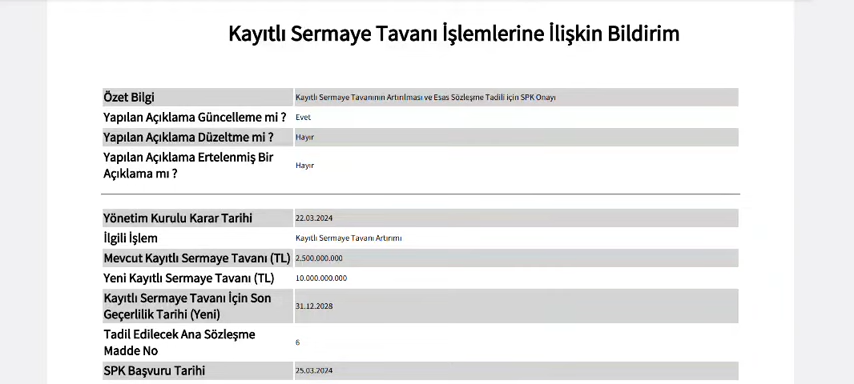 Kayıtlı Sermaye Tavanı İşlemlerine İlişkin Bildirim
Özet Bilgi Kayıtlı Sermaye Tavanının Artırılması ve Esas Sözleşme Tadili için SPK Onayı
Yapılan Açıklama Güncelleme mi ? Evet
Yapılan Açıklama Düzeltme mi ? Hayır
Yapılan Açıklama Ertelenmiş Bir
Açıklama mı ? Hayır
Yönetim Kurulu Karar Tarihi 22.03.2024
İlgili İşlem Kayıtlı Sermaye Tavanı Artırımı
Mevcut Kayıtlı Sermaye Tavanı (TL) 2.500.000.000
Yeni Kayıtlı Sermaye Tavanı (TL) 10.000.000.000
Kayıtlı Sermaye Tavanı İçin Son
Geçerlilik Tarihi (Yeni) 31.12.2028
Tadil Edilecek Ana Sözleşme
Madde No 6
SPK Başvuru Tarihi 25.03.2024